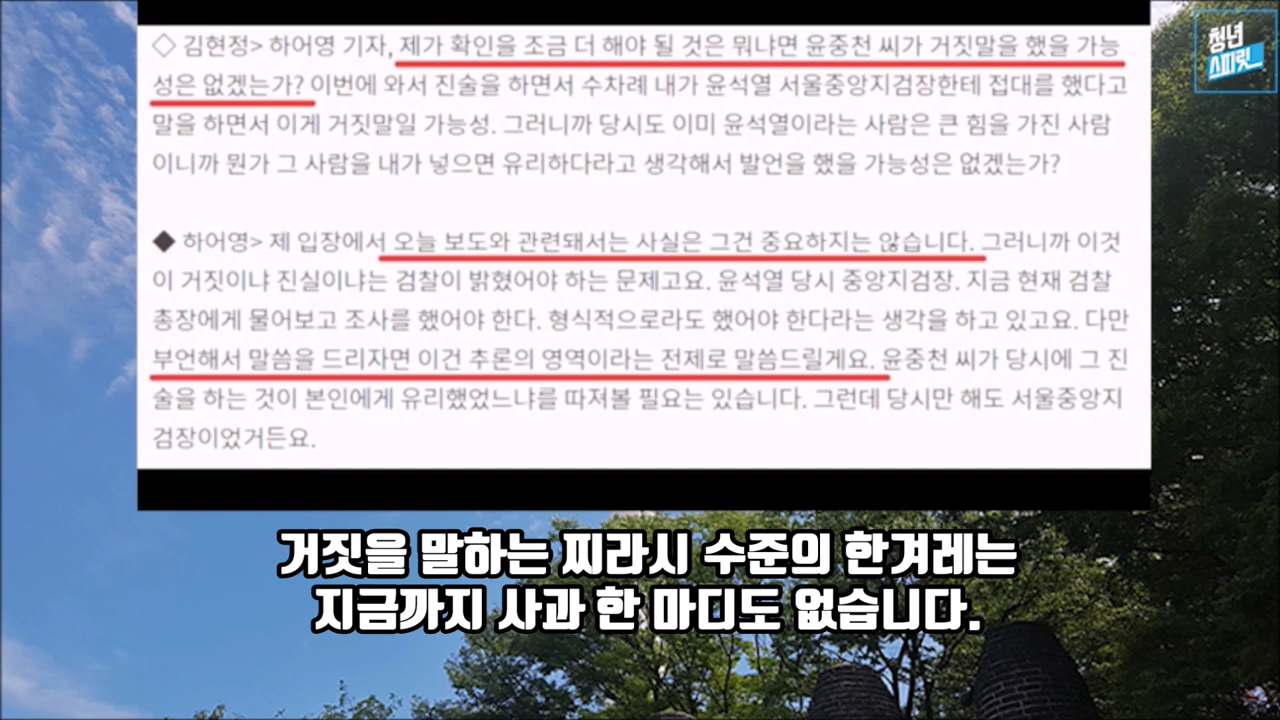 청년
스피릿
◇ 김현정> 하어영 기자, 제가 확인을 조금 더 해야 될 것은 뭐냐면 윤중천 씨가 거짓말을 했을 가능
성은 없겠는가? 이번에 와서 진술을 하면서 수차례 내가 윤석열 서울중앙지검장한테 접대를 했다고
말을 하면서 이게 거짓말일 가능성. 그러니까 당시도 이미 윤석열이라는 사람은 큰 힘을 가진 사람
이니까 뭔가 그 사람을 내가 넣으면 유리하다라고 생각해서 발언을 했을 가능성은 없겠는가?
◆ 하어영> 제 입장에서 오늘 보도와 관련돼서는 사실은 그건 중요하지는 않습니다. 그러니까 이것
이 거짓이냐 진실이냐는 검찰이 밝혔어야 하는 문제고요. 윤석열 당시 중앙지검장. 지금 현재 검찰
총장에게 물어보고 조사를 했어야 한다. 형식적으로라도 했어야 한다라는 생각을 하고 있고요. 다만
부언해서 말씀을 드리자면 이건 추론의 영역이라는 전제로 말씀드릴게요. 윤중천 씨가 당시에 그 진
술을 하는 것이 본인에게 유리했었느냐를 따져볼 필요는 있습니다. 그런데 당시만 해도 서울중앙지
검장이었거든요.
거짓을 말하는 찌라시 수준의 한겨레는
지금까지 사과 한 마디도 없습니다.